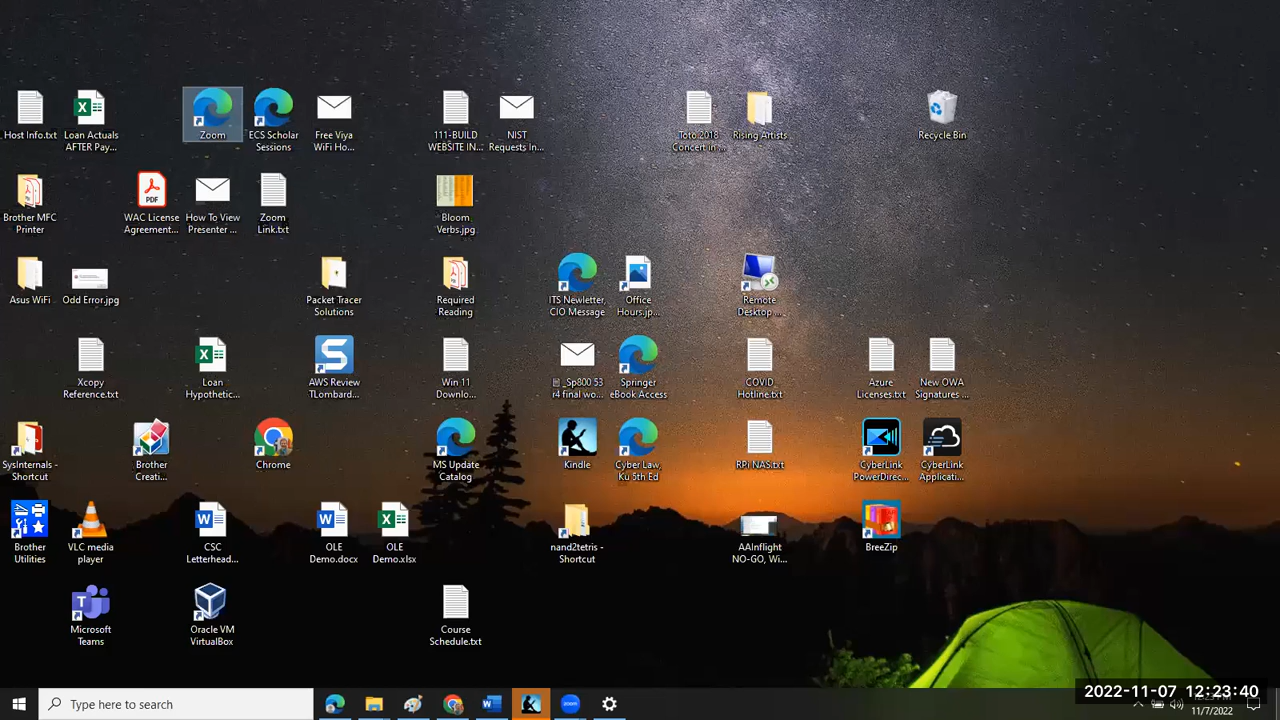 Host Info.txt
Loan Actuals
AFTER Pay...
Zoom
ECS Scholar
Sessions
Free Viya
WiFi Ho...
111-BUILD
WEBSITE IN...
NIST
Requests In...
Toto 2018
Concert in ...
Rising Artists
Recycle Bin
Brother MFC
Printer
PDF
WAC License
Agreement...
How To View
Presenter ...
Zoom
Link.txt
Bloom
Verbs.jpg
Asus WiFi
Odd Error.jpg
Packet Tracer
Solutions
Required
Reading
ITS Newletter,
CIO Message
Office
Hours.jp...
Remote
Desktop ...
Xcopy
Reference.txt
Loan
Hypothetic...
AWS Review
TLombard...
Win 11
Downlo...
_Sp800 53
r4 final wo...
Springer
eBook Access
COVID
Hotline.txt
Azure
Licenses.txt
New OWA
Signatures ...
SysInternals -
Shortcut
Brother
Creati...
Chrome
MS Update
Catalog
Kindle
Cyber Law,
Ku 5th Ed
RPi NAS.txt
CyberLink
PowerDirec...
CyberLink
Applicatio...
Brother
Utilities
VLC media
player
CSC
Letterhead...
OLE
Demo.docx
OLE
Demo.xlsx
nand2tetris -
Shortcut
AAInflight
NO-GO, Wi...
BreeZip
Microsoft
Teams
Oracle VM
VirtualBox
Course
Schedule.txt
Type here to search
zoom
2022-11-07 12:23:40
11/7/2022